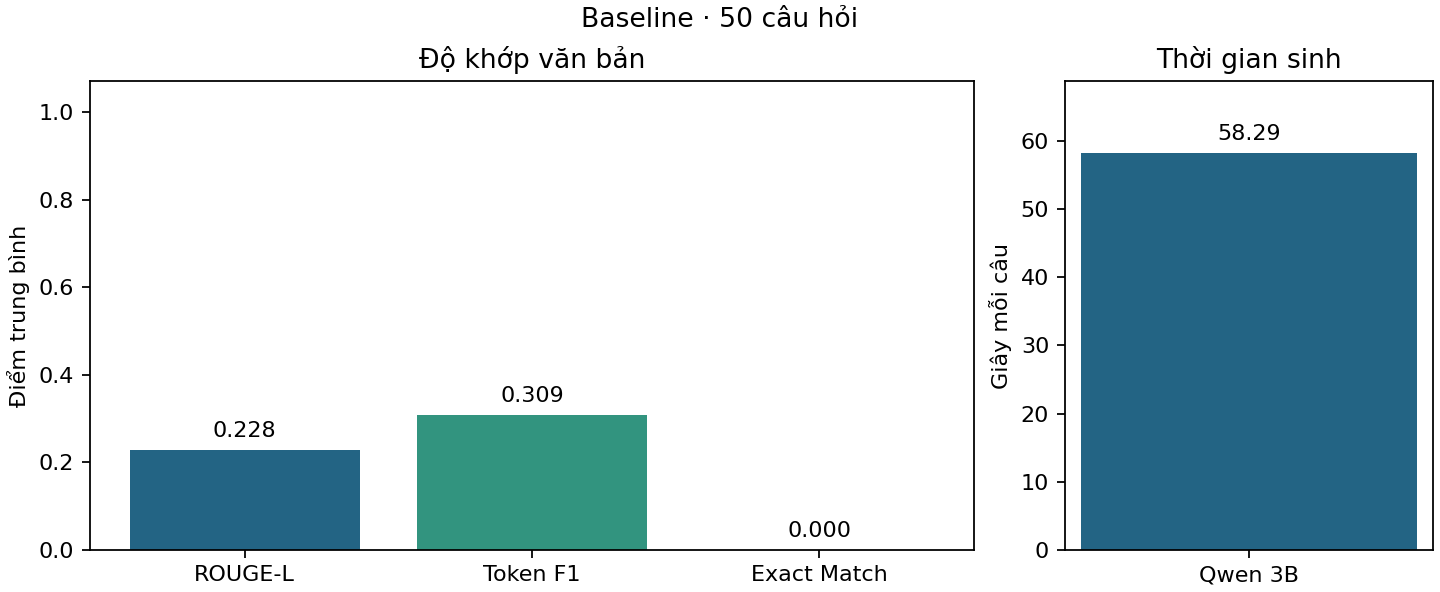 Baseline · 50 câu hỏi
Độ khớp văn bản
Điểm trung bình
1.0
0.8
0.6
0.4
0.2
0.0
0.228
0.309
0.000
ROUGE-L
Token F1
Exact Match
Thời gian sinh
Giây mỗi câu
60
50
40
30
20
10
0
58.29
Qwen 3B